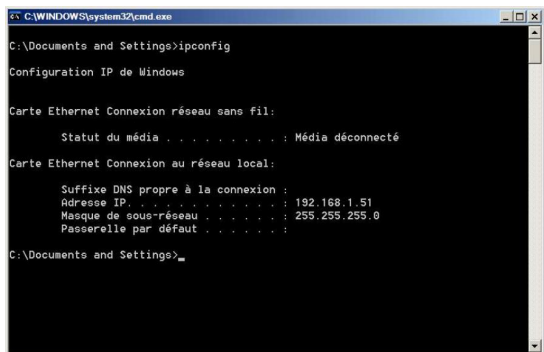 C:\WINDOWS\system32\cmd.exe
C:\Documents and Settings>ipconfig
Configuration IP de Windows
Carte Ethernet Connexion réseau sans fil:
Statut du média . . . . . . . . . : Média déconnecté
Carte Ethernet Connexion au réseau local:
Suffixe DNS propre à la connexion :
Adresse IP. . . . . . . . . . . . : 192.168.1.51
Masque de sous-réseau . . . . . . : 255.255.255.0
Passerelle par défaut . . . . . . :
C:\Documents and Settings>_